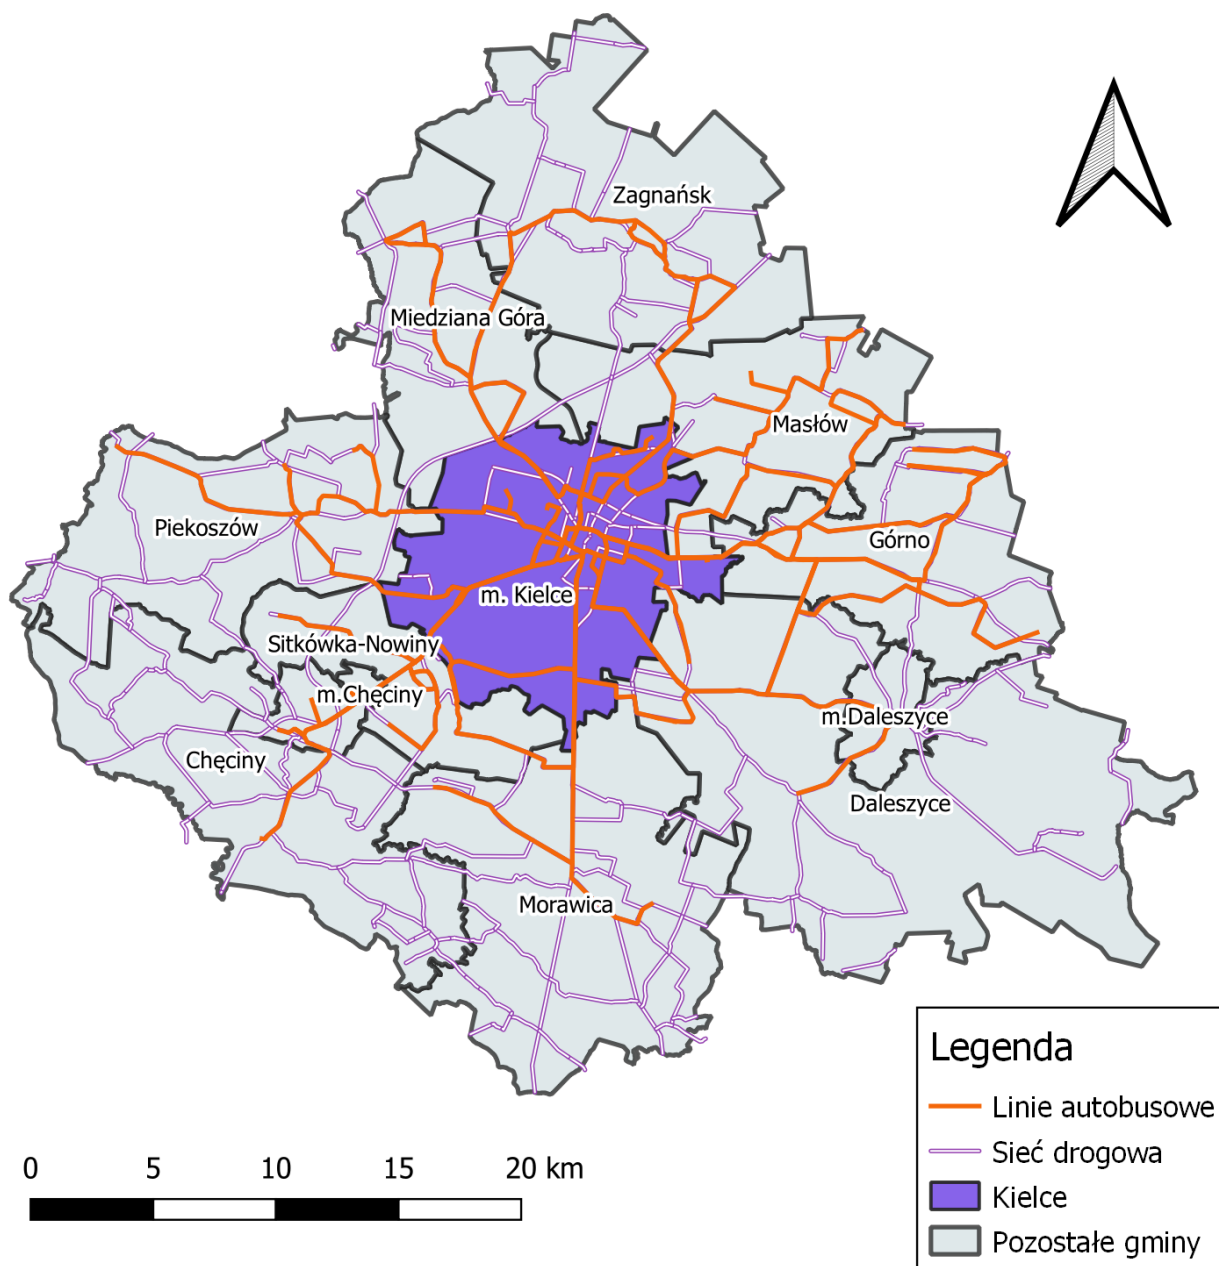 Zagnańsk
Miedziana Góra
Masłów
Piekoszów
Górno
m. Kielce
Sitkówka-Nowiny
m.Chęciny
m.Daleszyce
Chęciny
Daleszyce
Morawica
Legenda
Linie autobusowe
Sieć drogowa
Kielce
Pozostałe gminy
0 5 10 15 20 km